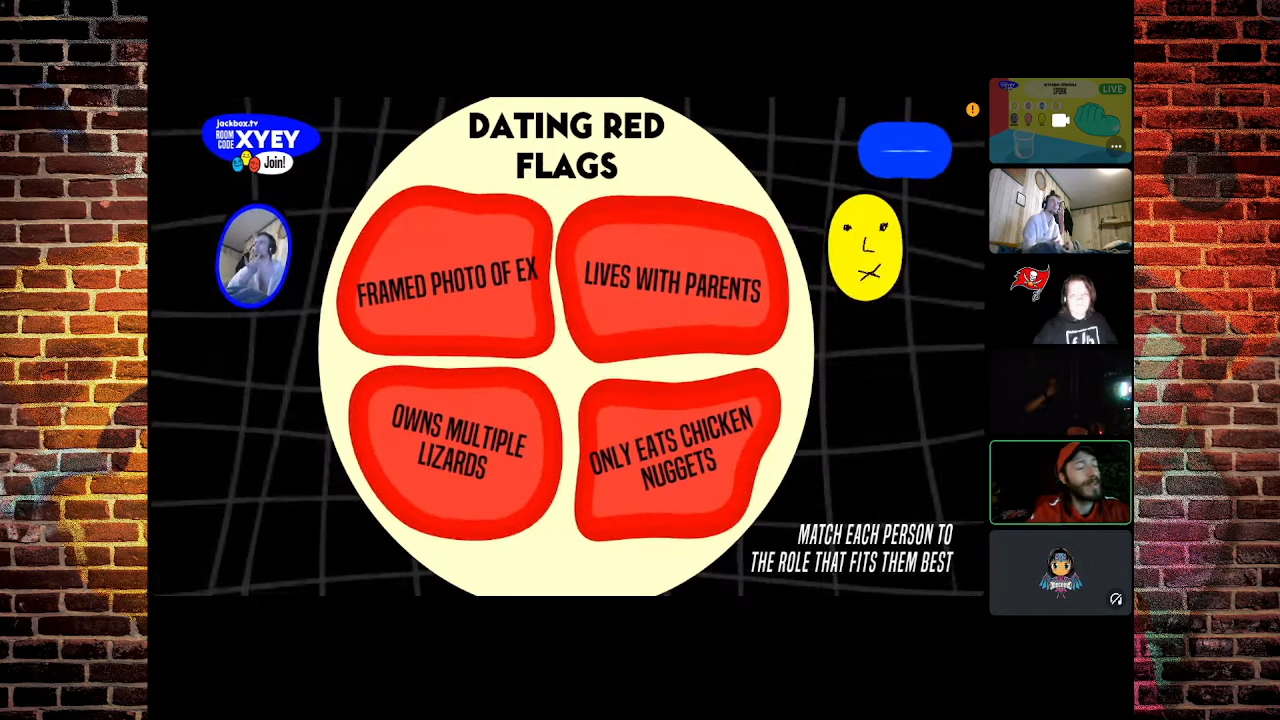 jackbox.tv
ROOM
CODE
XYEY
Join!
DATING RED
FLAGS
FRAMED PHOTO OF EX
LIVES WITH PARENTS
OWNS MULTIPLE
LIZARDS
ONLY EATS CHICKEN
NUGGETS
MATCH EACH PERSON TO
THE ROLE THAT FITS THEM BEST
LIVE